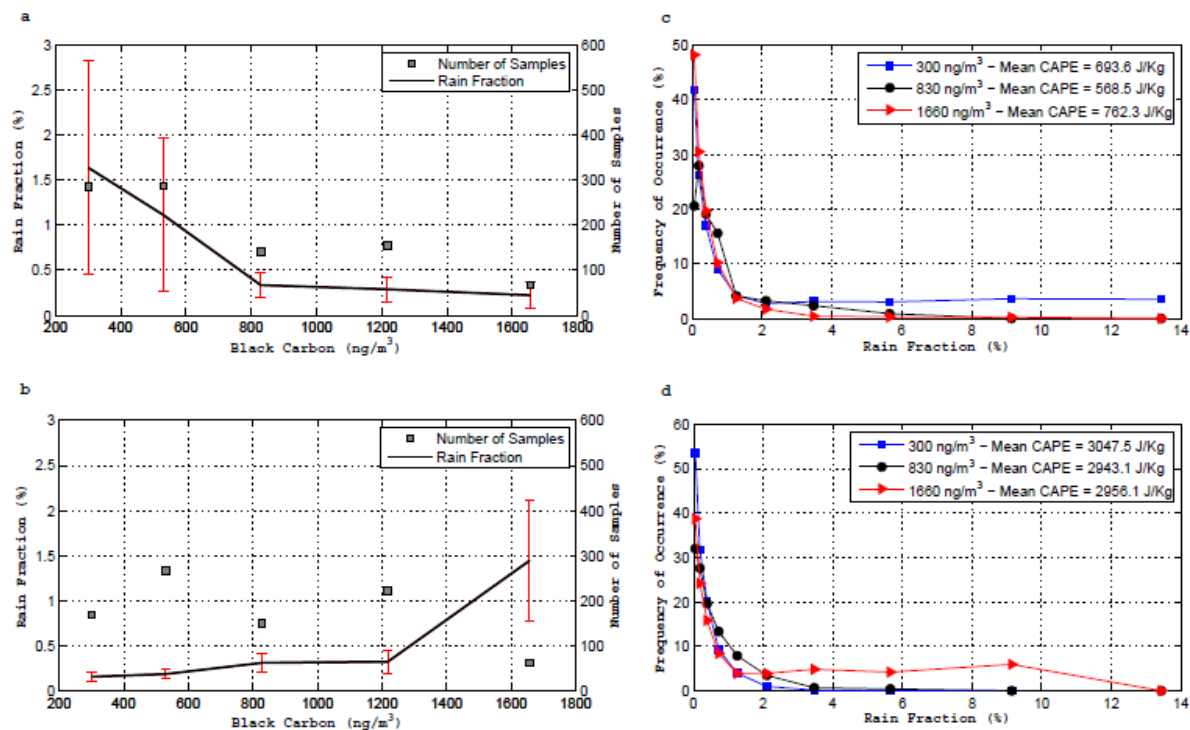 a
3
2.5
2
1.5
1
0.5
0
Rain Fraction (%)
600
500
400
300
200
100
0
Number of Samples
Number of Samples
Rain Fraction
200 400 600 800 1000 1200 1400 1600 1800
Black Carbon (ng/m³)
c
50
40
30
20
10
0
Frequency of Occurrence (%)
300 ng/m³ – Mean CAPE = 693.6 J/Kg
830 ng/m³ – Mean CAPE = 568.5 J/Kg
1660 ng/m³ – Mean CAPE = 762.3 J/Kg
0 2 4 6 8 10 12 14
Rain Fraction (%)
b
3
2.5
2
1.5
1
0.5
0
Rain Fraction (%)
600
500
400
300
200
100
0
Number of Samples
Number of Samples
Rain Fraction
200 400 600 800 1000 1200 1400 1600 1800
Black Carbon (ng/m³)
d
60
50
40
30
20
10
0
Frequency of Occurrence (%)
300 ng/m³ – Mean CAPE = 3047.5 J/Kg
830 ng/m³ – Mean CAPE = 2943.1 J/Kg
1660 ng/m³ – Mean CAPE = 2956.1 J/Kg
0 2 4 6 8 10 12 14
Rain Fraction (%)